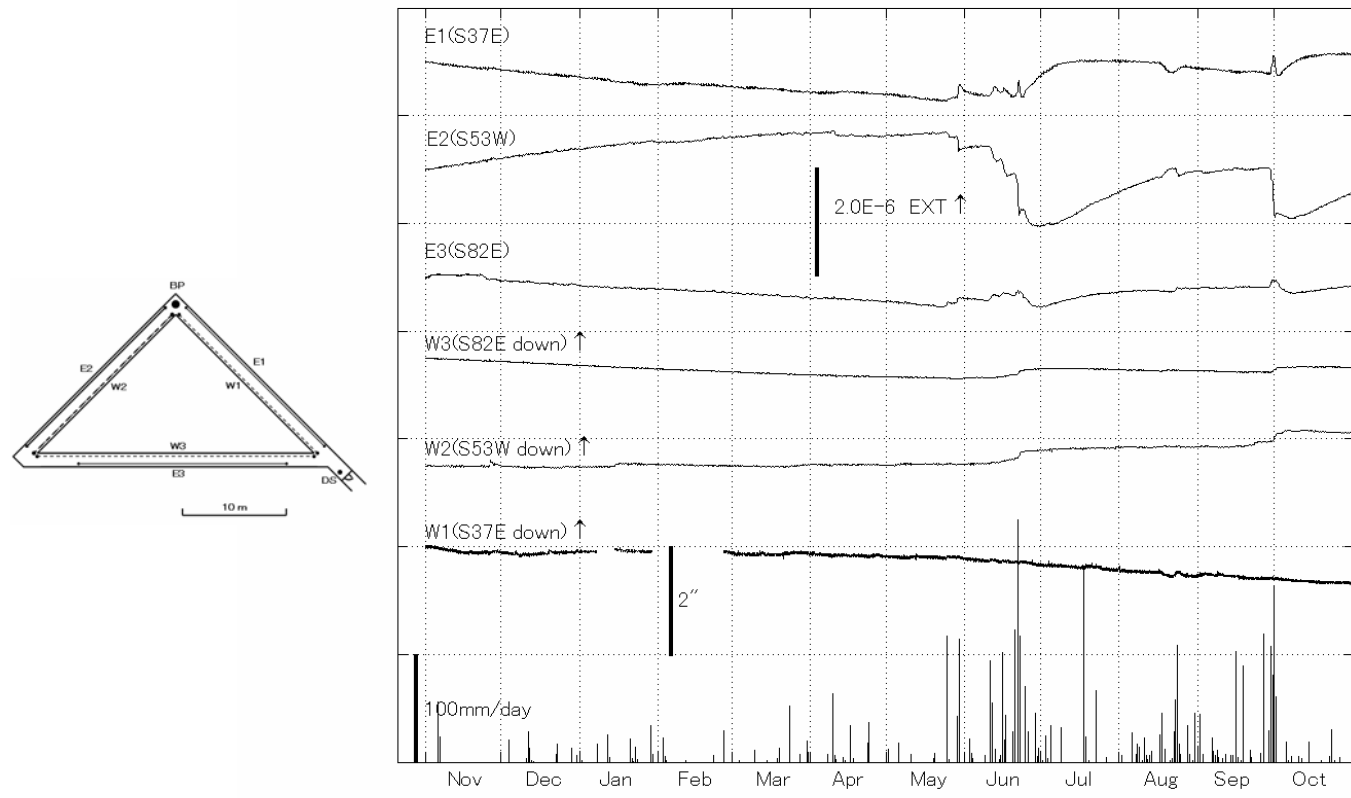 BP
E2
E1
W2
W1
W3
E3
DS
10 m
E1(S37E)
E2(S53W)
2.0E-6 EXT ↑
E3(S82E)
W3(S82E down) ↑
W2(S53W down) ↑
W1(S37E down) ↑
2″
100mm/day
Nov Dec Jan Feb Mar Apr May Jun Jul Aug Sep Oct